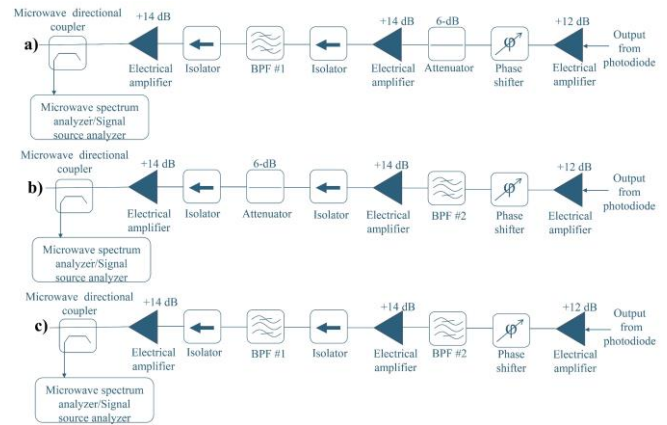 Microwave directional
coupler
+14 dB
+14 dB
6-dB
+12 dB
a)
φ
Output
from
photodiode
Electrical
amplifier
Isolator
BPF #1
Isolator
Electrical
amplifier
Attenuator
Phase
shifter
Electrical
amplifier
Microwave spectrum
analyzer/Signal
source analyzer
Microwave directional
coupler
+14 dB
6-dB
+14 dB
+12 dB
b)
φ
Output
from
photodiode
Electrical
amplifier
Isolator
Attenuator
Isolator
Electrical
amplifier
BPF #2
Phase
shifter
Electrical
amplifier
Microwave spectrum
analyzer/Signal
source analyzer
Microwave directional
coupler
+14 dB
+14 dB
+12 dB
c)
φ
Output
from
photodiode
Electrical
amplifier
Isolator
BPF #1
Isolator
Electrical
amplifier
BPF #2
Phase
shifter
Electrical
amplifier
Microwave spectrum
analyzer/Signal
source analyzer